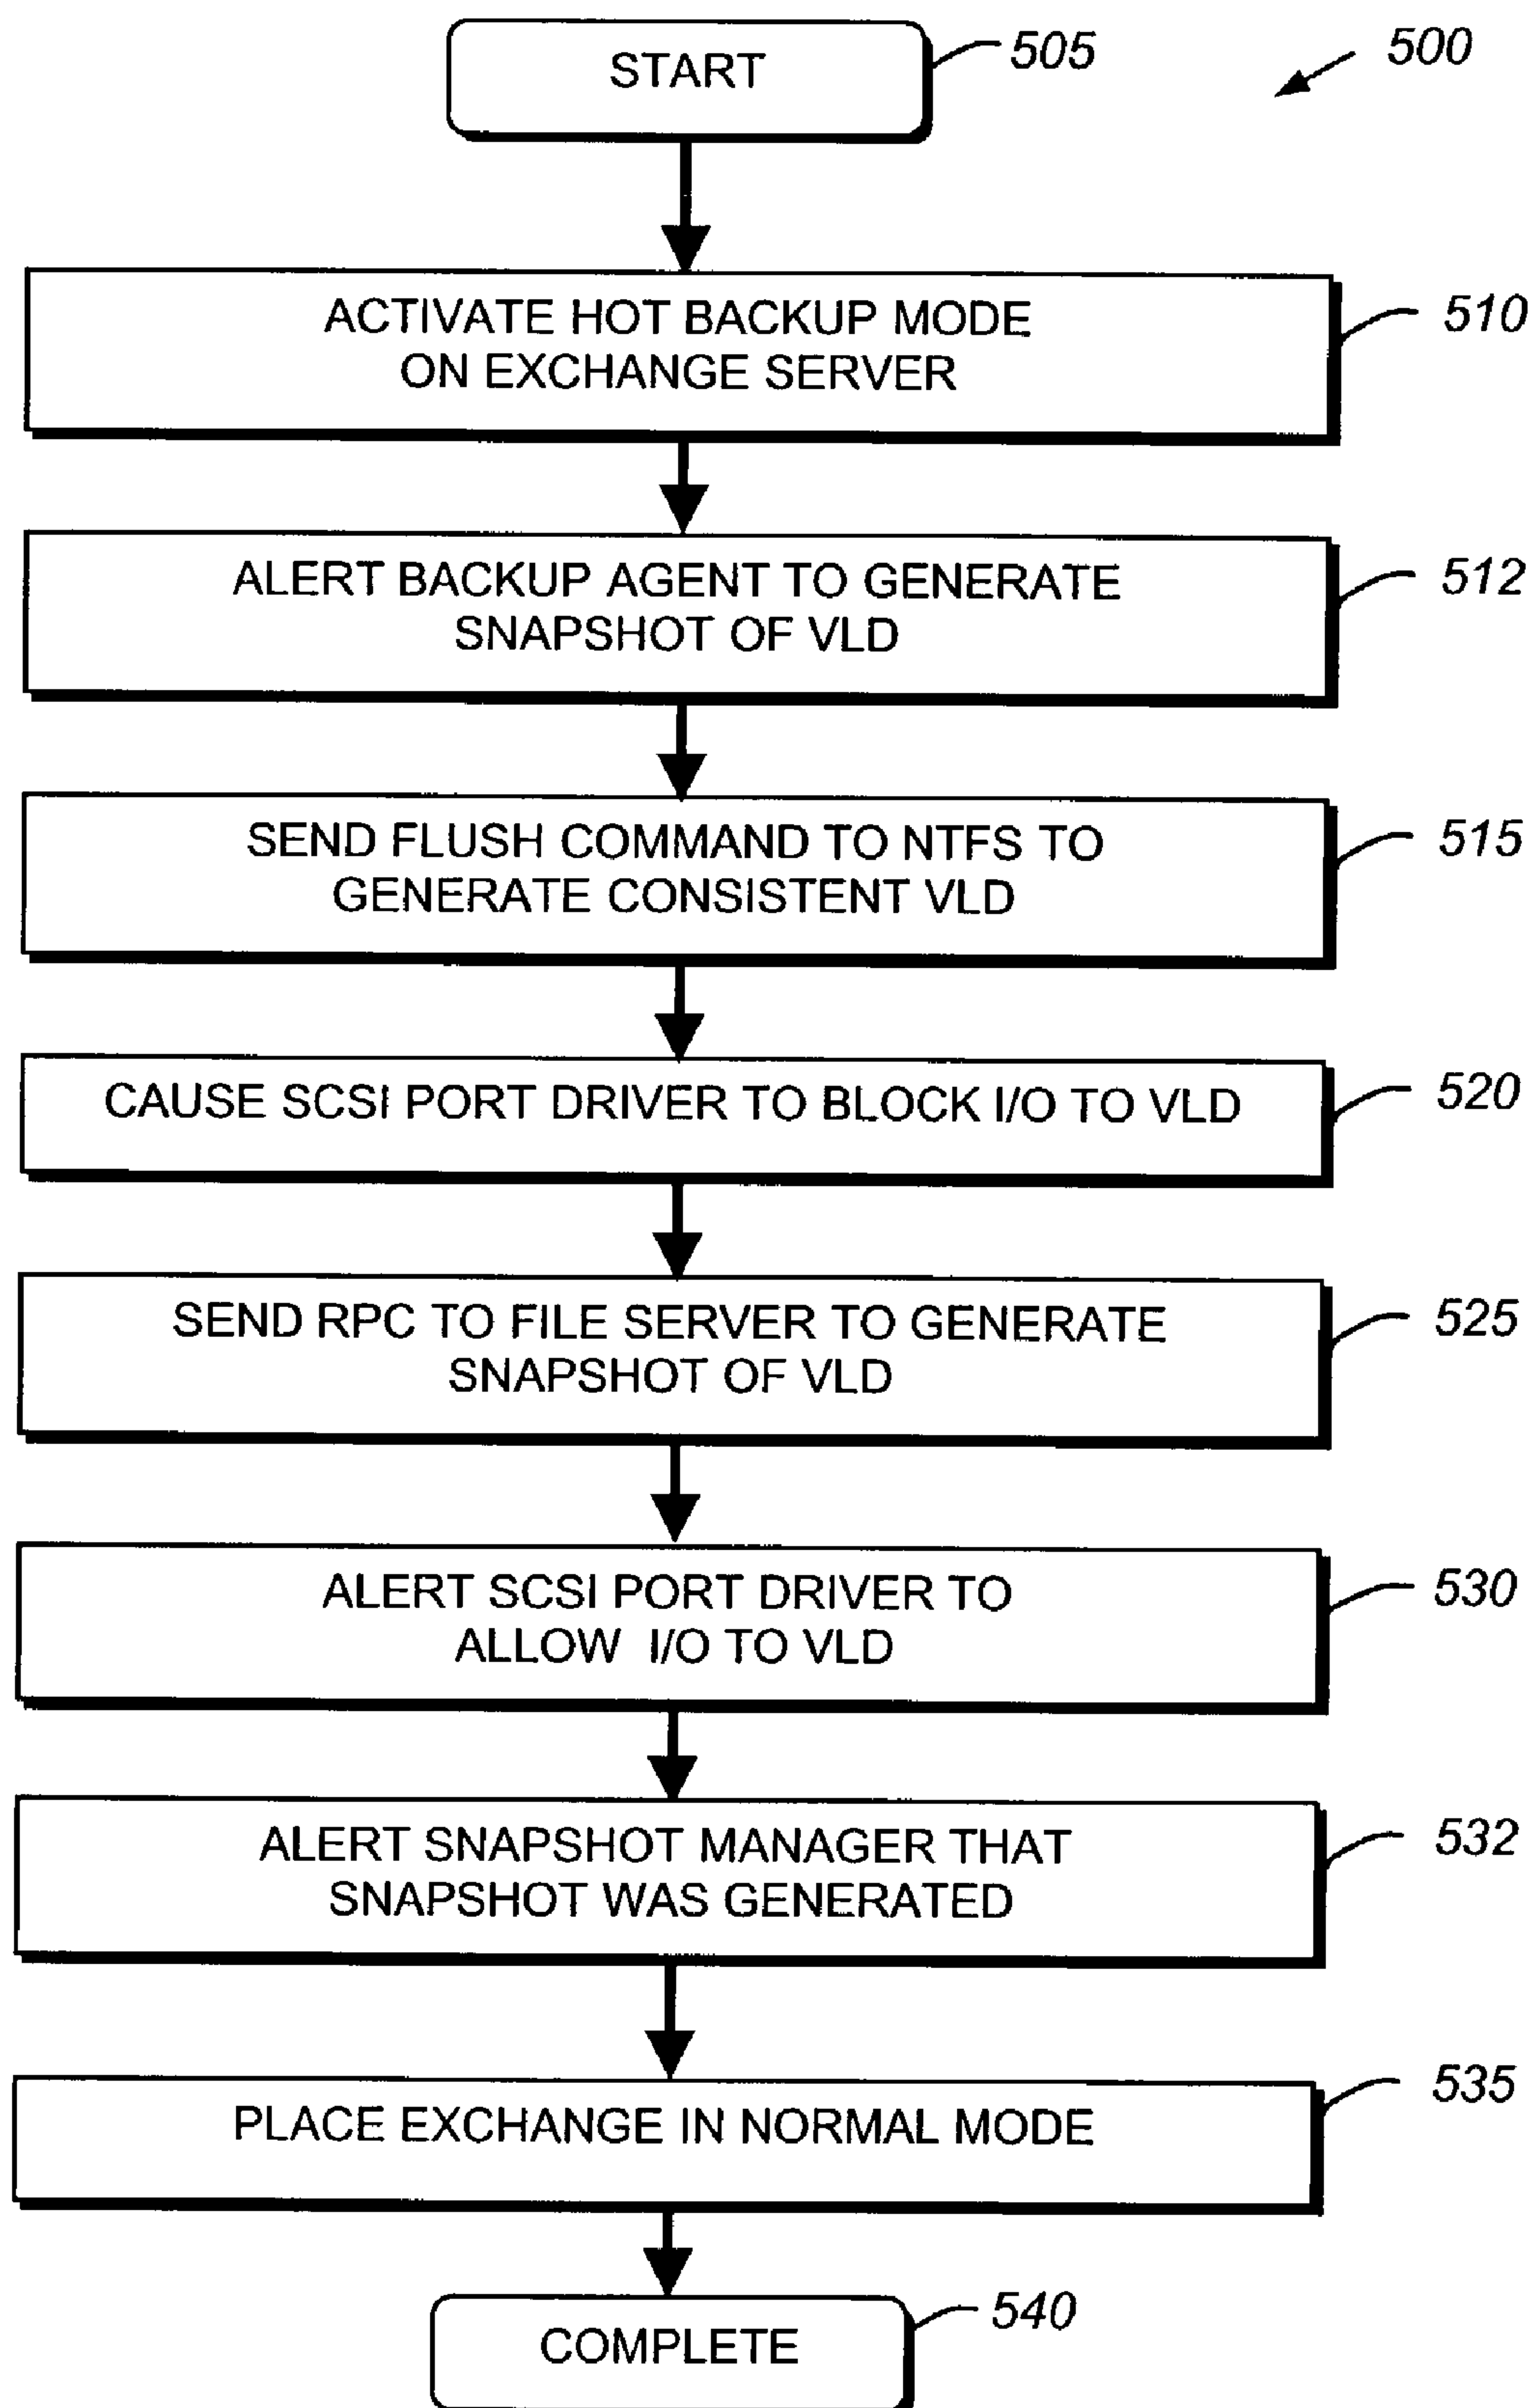 START
505
500
ACTIVATE HOT BACKUP MODE
ON EXCHANGE SERVER
510
ALERT BACKUP AGENT TO GENERATE
SNAPSHOT OF VLD
512
SEND FLUSH COMMAND TO NTFS TO
GENERATE CONSISTENT VLD
515
CAUSE SCSI PORT DRIVER TO BLOCK I/O TO VLD
520
SEND RPC TO FILE SERVER TO GENERATE
SNAPSHOT OF VLD
525
ALERT SCSI PORT DRIVER TO
ALLOW I/O TO VLD
530
ALERT SNAPSHOT MANAGER THAT
SNAPSHOT WAS GENERATED
532
PLACE EXCHANGE IN NORMAL MODE
535
COMPLETE
540